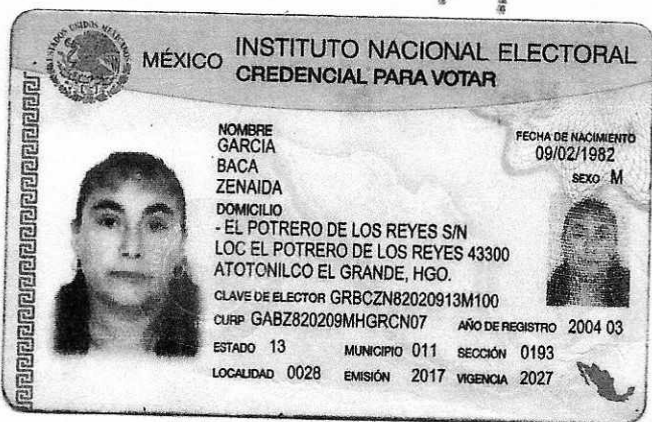 MÉXICO INSTITUTO NACIONAL ELECTORAL
CREDENCIAL PARA VOTAR
NOMBRE
GARCIA
BACA
ZENAIDA
FECHA DE NACIMIENTO
09/02/1982
SEXO M
DOMICILIO
- EL POTRERO DE LOS REYES S/N
LOC EL POTRERO DE LOS REYES 43300
ATOTONILCO EL GRANDE, HGO.
CLAVE DE ELECTOR GRBCZN82020913M100
CURP GABZ820209MHGRCN07 AÑO DE REGISTRO 2004 03
ESTADO 13 MUNICIPIO 011 SECCIÓN 0193
LOCALIDAD 0028 EMISIÓN 2017 VIGENCIA 2027